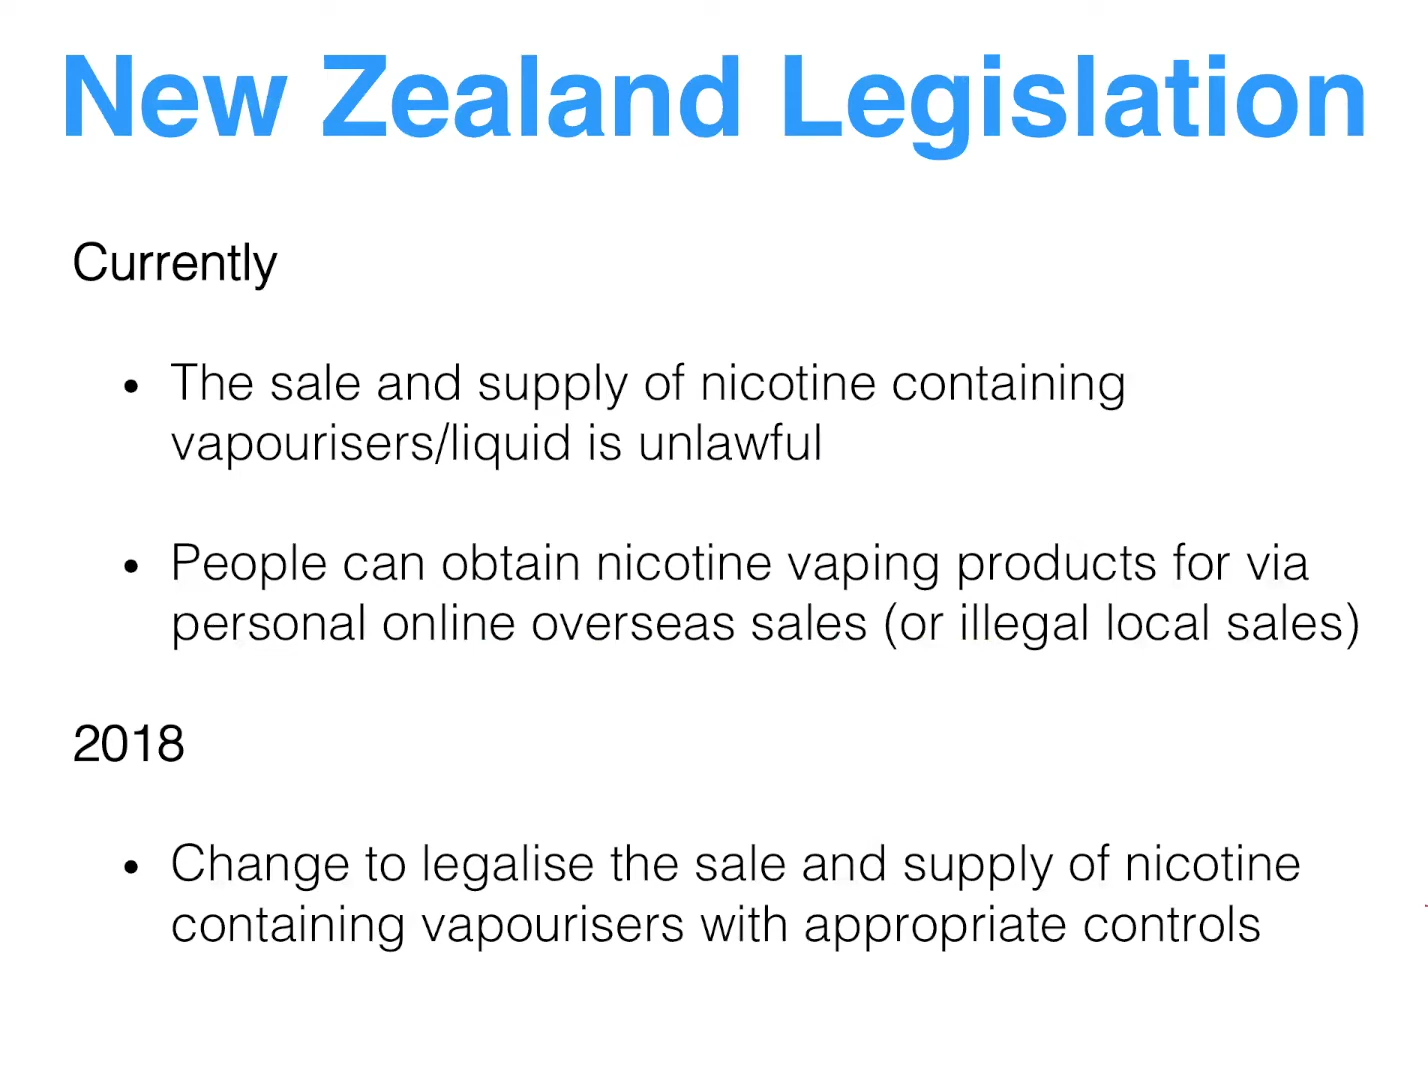 New Zealand Legislation
Currently
• The sale and supply of nicotine containing
vapourisers/liquid is unlawful
• People can obtain nicotine vaping products for via
personal online overseas sales (or illegal local sales)
2018
• Change to legalise the sale and supply of nicotine
containing vapourisers with appropriate controls